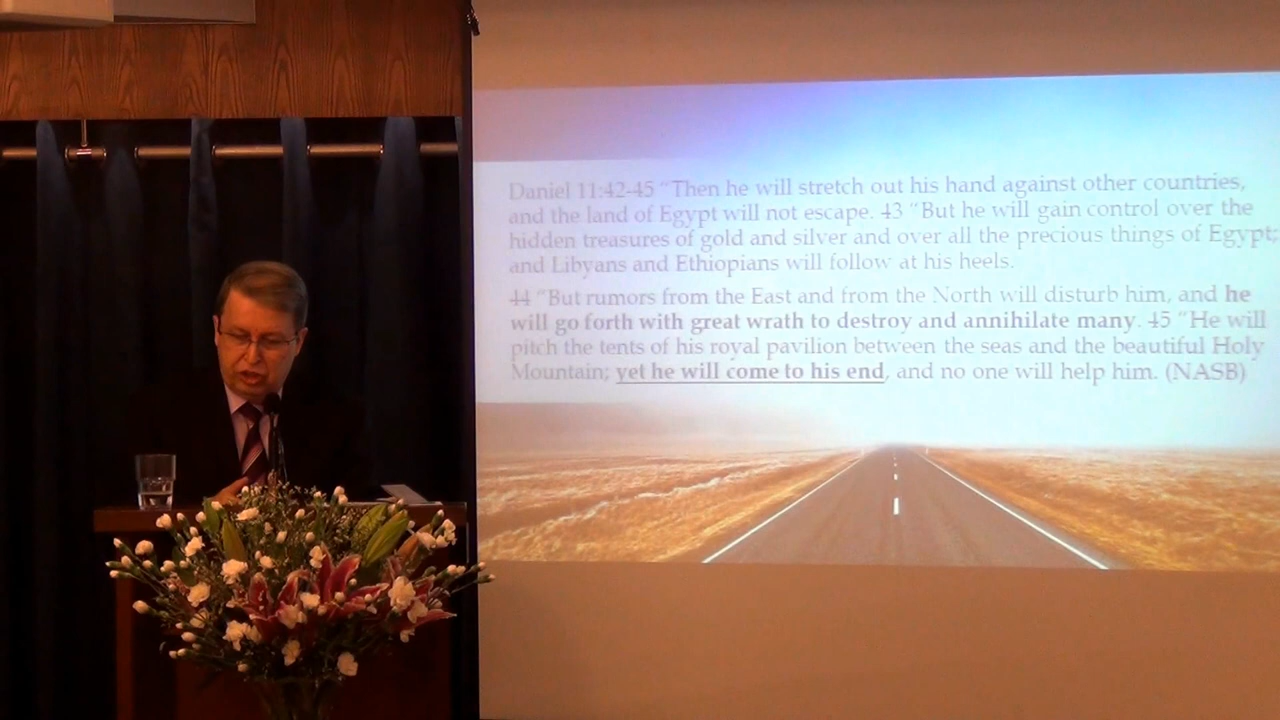 Daniel 11:42-45 “Then he will stretch out his hand against other countries,
and the land of Egypt will not escape. 43 “But he will gain control over the
hidden treasures of gold and silver and over all the precious things of Egypt;
and Libyans and Ethiopians will follow at his heels.
44 “But rumors from the East and from the North will disturb him, and he
will go forth with great wrath to destroy and annihilate many. 45 “He will
pitch the tents of his royal pavilion between the seas and the beautiful Holy
Mountain; yet he will come to his end, and no one will help him. (NASB)